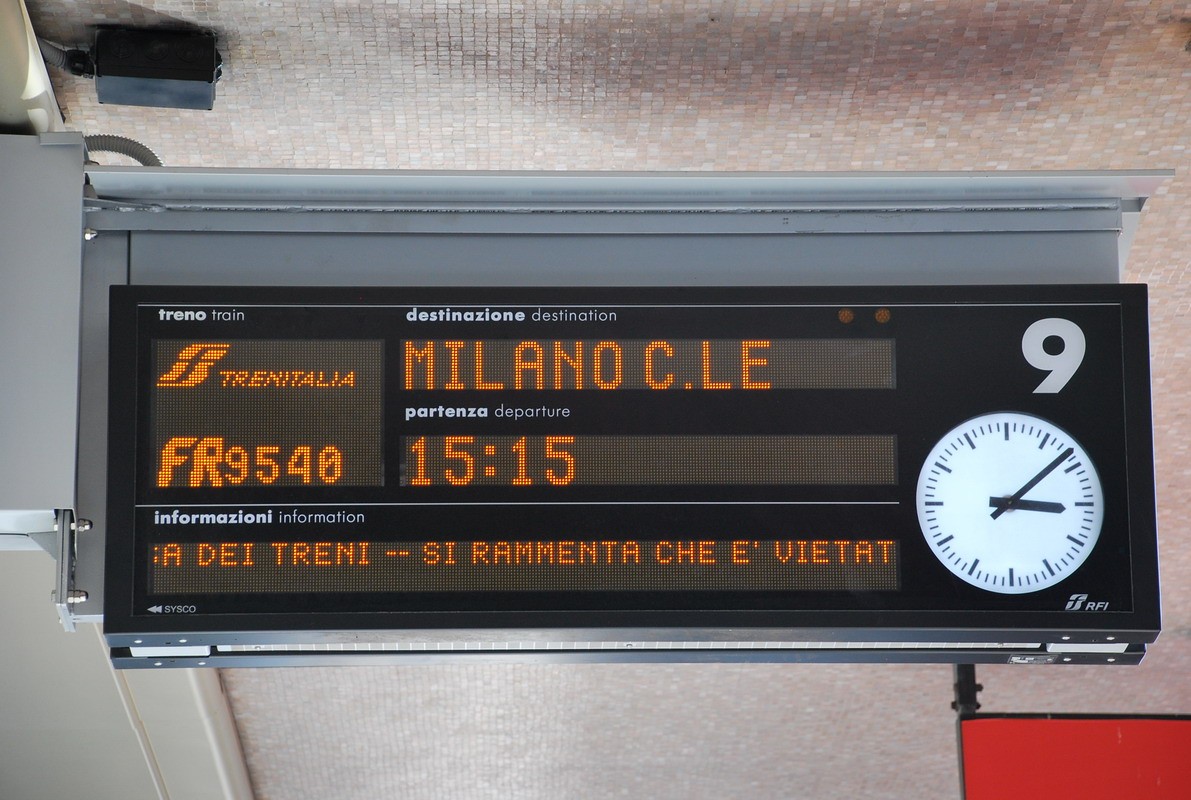 treno train
destinazione destination
9
TRENITALIA
MILANO C.LE
partenza departure
FR9540
15:15
informazioni information
:A DEI TRENI -- SI RAMMENTA CHE E' VIETAT
SYSCO
RFI